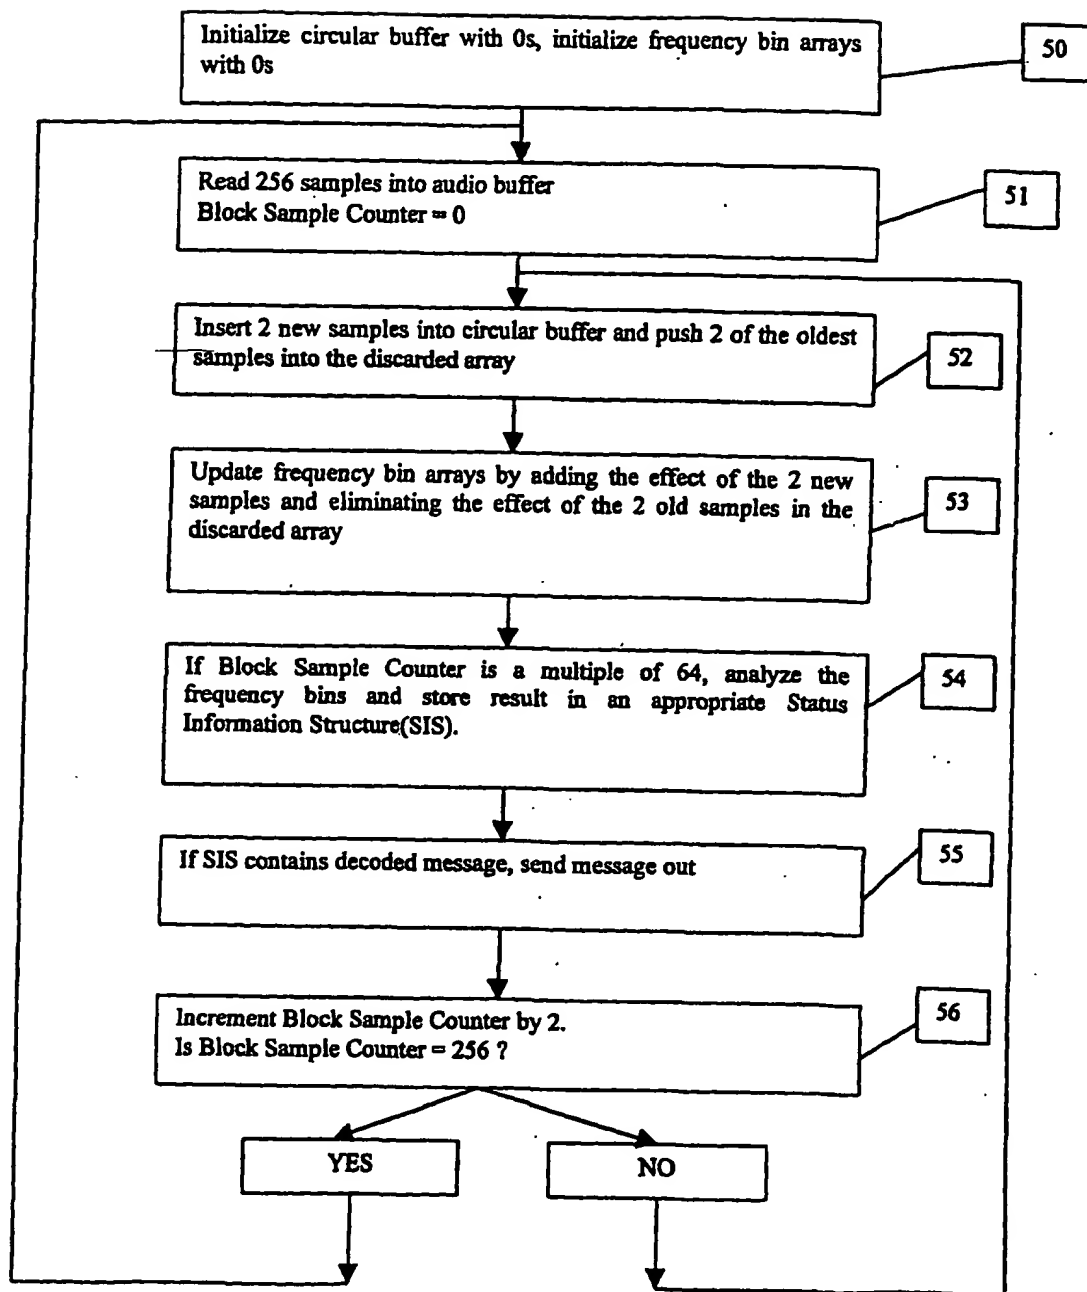 Initialize circular buffer with 0s, initialize frequency bin arrays
with 0s
50
Read 256 samples into audio buffer
Block Sample Counter = 0
51
Insert 2 new samples into circular buffer and push 2 of the oldest
samples into the discarded array
52
Update frequency bin arrays by adding the effect of the 2 new
samples and eliminating the effect of the 2 old samples in the
discarded array
53
If Block Sample Counter is a multiple of 64, analyze the
frequency bins and store result in an appropriate Status
Information Structure(SIS).
54
If SIS contains decoded message, send message out
55
Increment Block Sample Counter by 2.
Is Block Sample Counter = 256 ?
56
YES
NO